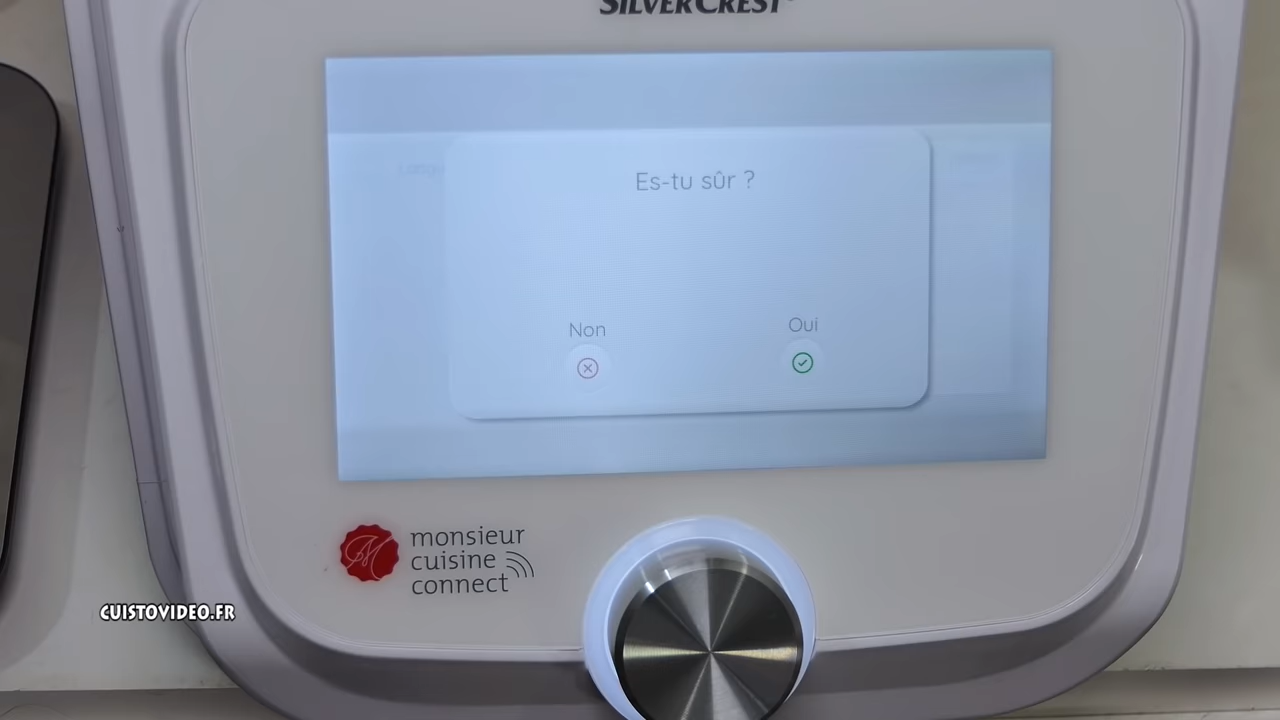 SILVERCREST
Es-tu sûr ?
Non
Oui
monsieur
cuisine
connect
CUISTOVIDEO.FR